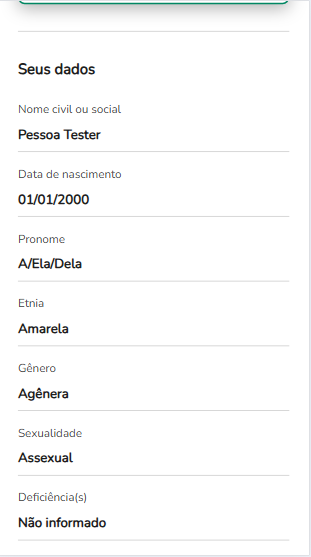 Seus dados
Nome civil ou social
Pessoa Tester
Data de nascimento
01/01/2000
Pronome
A/Ela/Dela
Etnia
Amarela
Gênero
Agênera
Sexualidade
Assexual
Deficiência(s)
Não informado